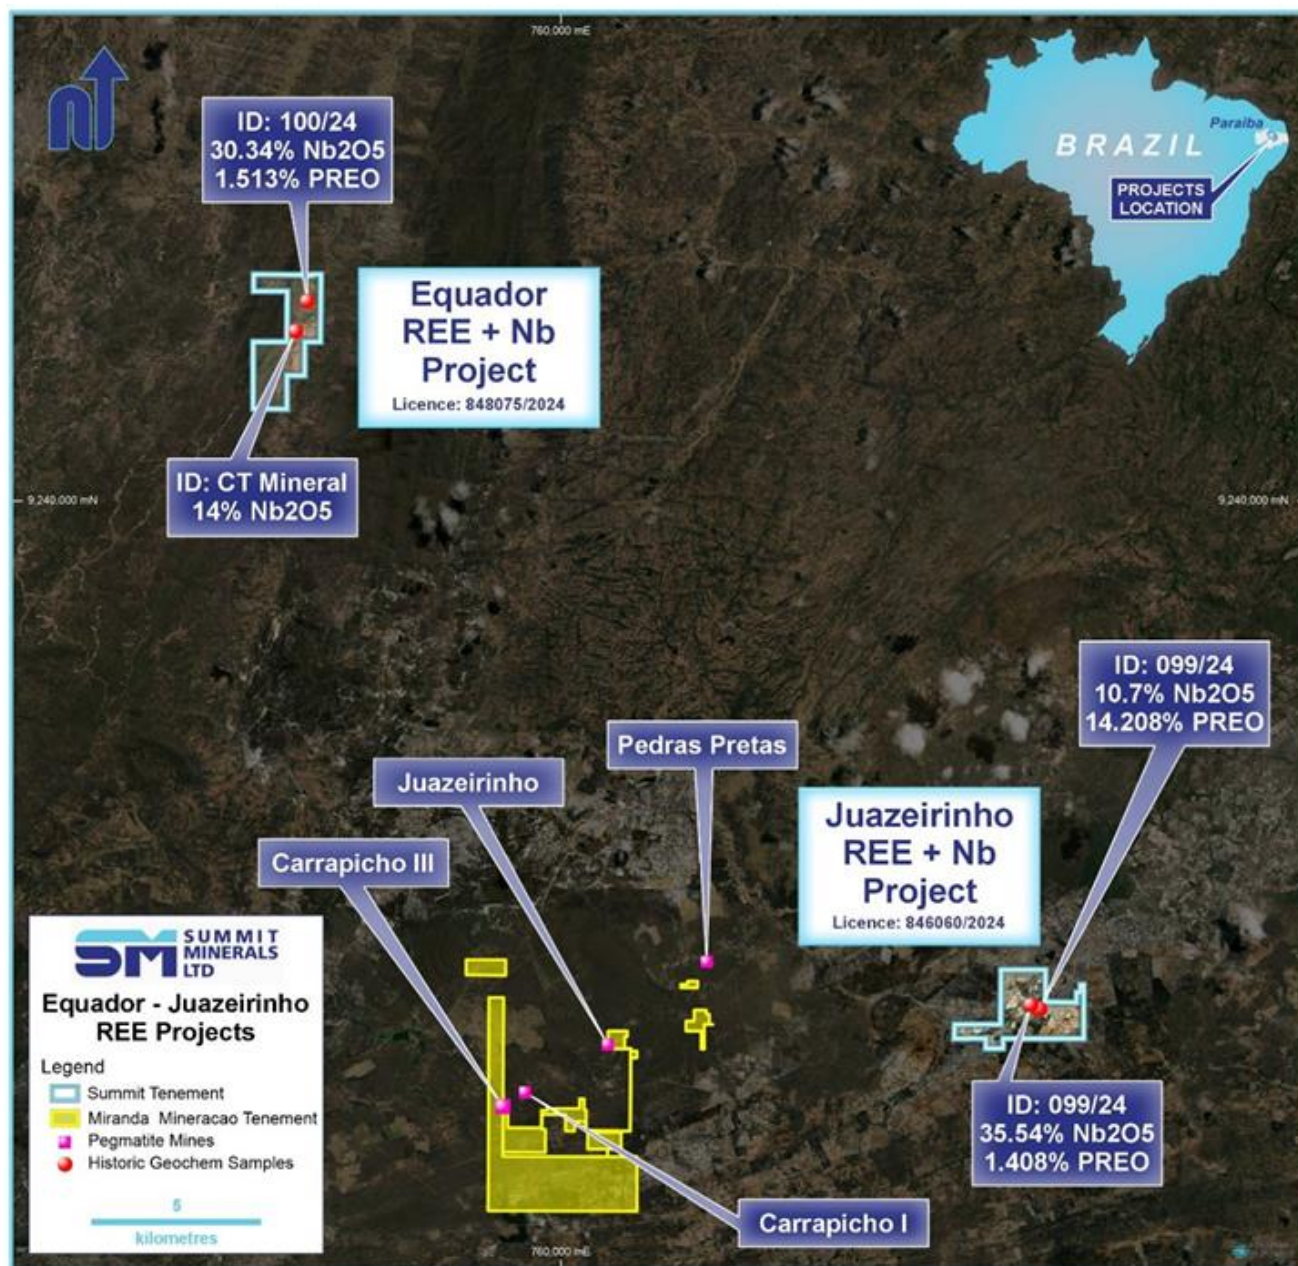 760,000 mE
ID: 100/24
30.34% Nb2O5
1.513% PREO
Paraiba
BRAZIL
PROJECTS
LOCATION
Equador
REE + Nb
Project
Licence: 848075/2024
ID: CT Mineral
14% Nb2O5
9,240,000 mN
9,240,000 mN
ID: 099/24
10.7% Nb2O5
14.208% PREO
Pedras Pretas
Juazeirinho
Carrapicho III
Juazeirinho
REE + Nb
Project
Licence: 846060/2024
SM SUMMIT
MINERALS
LTD
Equador - Juazeirinho
REE Projects
Legend
Summit Tenement
Miranda Mineracao Tenement
Pegmatite Mines
Historic Geochem Samples
5
kilometres
ID: 099/24
35.54% Nb2O5
1.408% PREO
Carrapicho I
760,000 mE